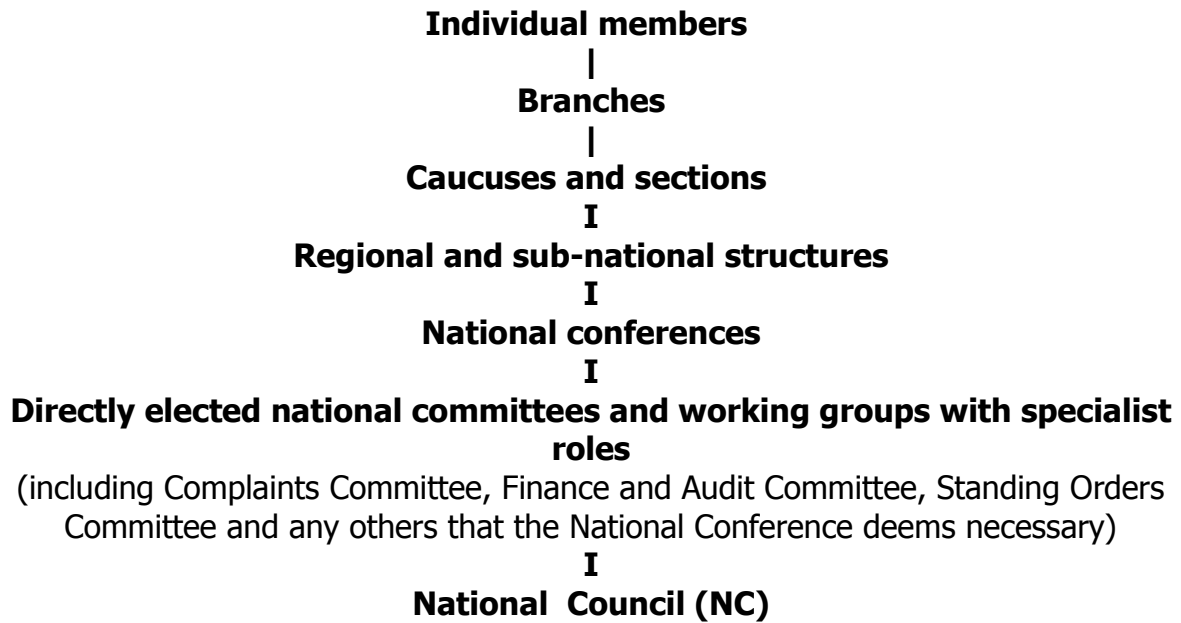 Individual members
|
Branches
|
Caucuses and sections
I
Regional and sub-national structures
I
National conferences
I
Directly elected national committees and working groups with specialist
roles
(including Complaints Committee, Finance and Audit Committee, Standing Orders
Committee and any others that the National Conference deems necessary)
I
National  Council (NC)